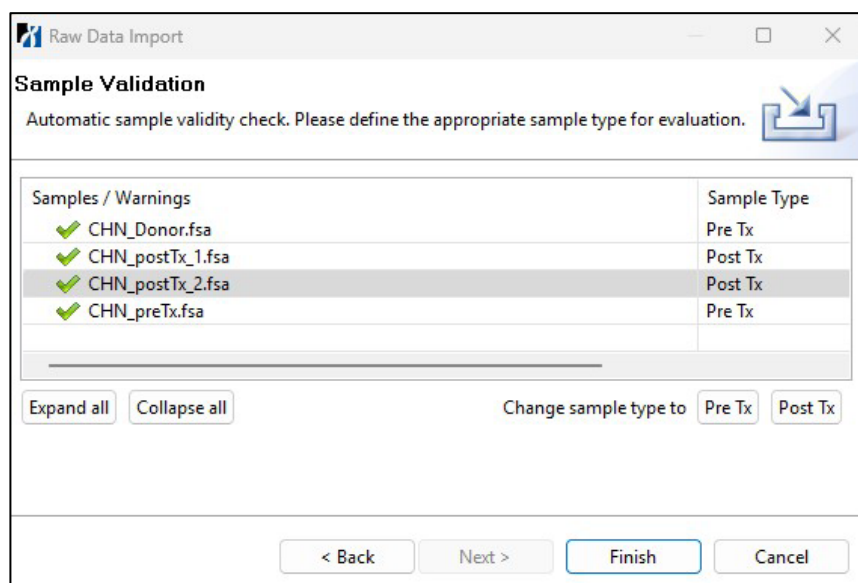 Raw Data Import
Sample Validation
Automatic sample validity check. Please define the appropriate sample type for evaluation.
Samples / Warnings Sample Type
CHN_Donor.fsa Pre Tx
CHN_postTx_1.fsa Post Tx
CHN_postTx_2.fsa Post Tx
CHN_preTx.fsa Pre Tx
Expand all Collapse all Change sample type to Pre Tx Post Tx
< Back Next > Finish Cancel